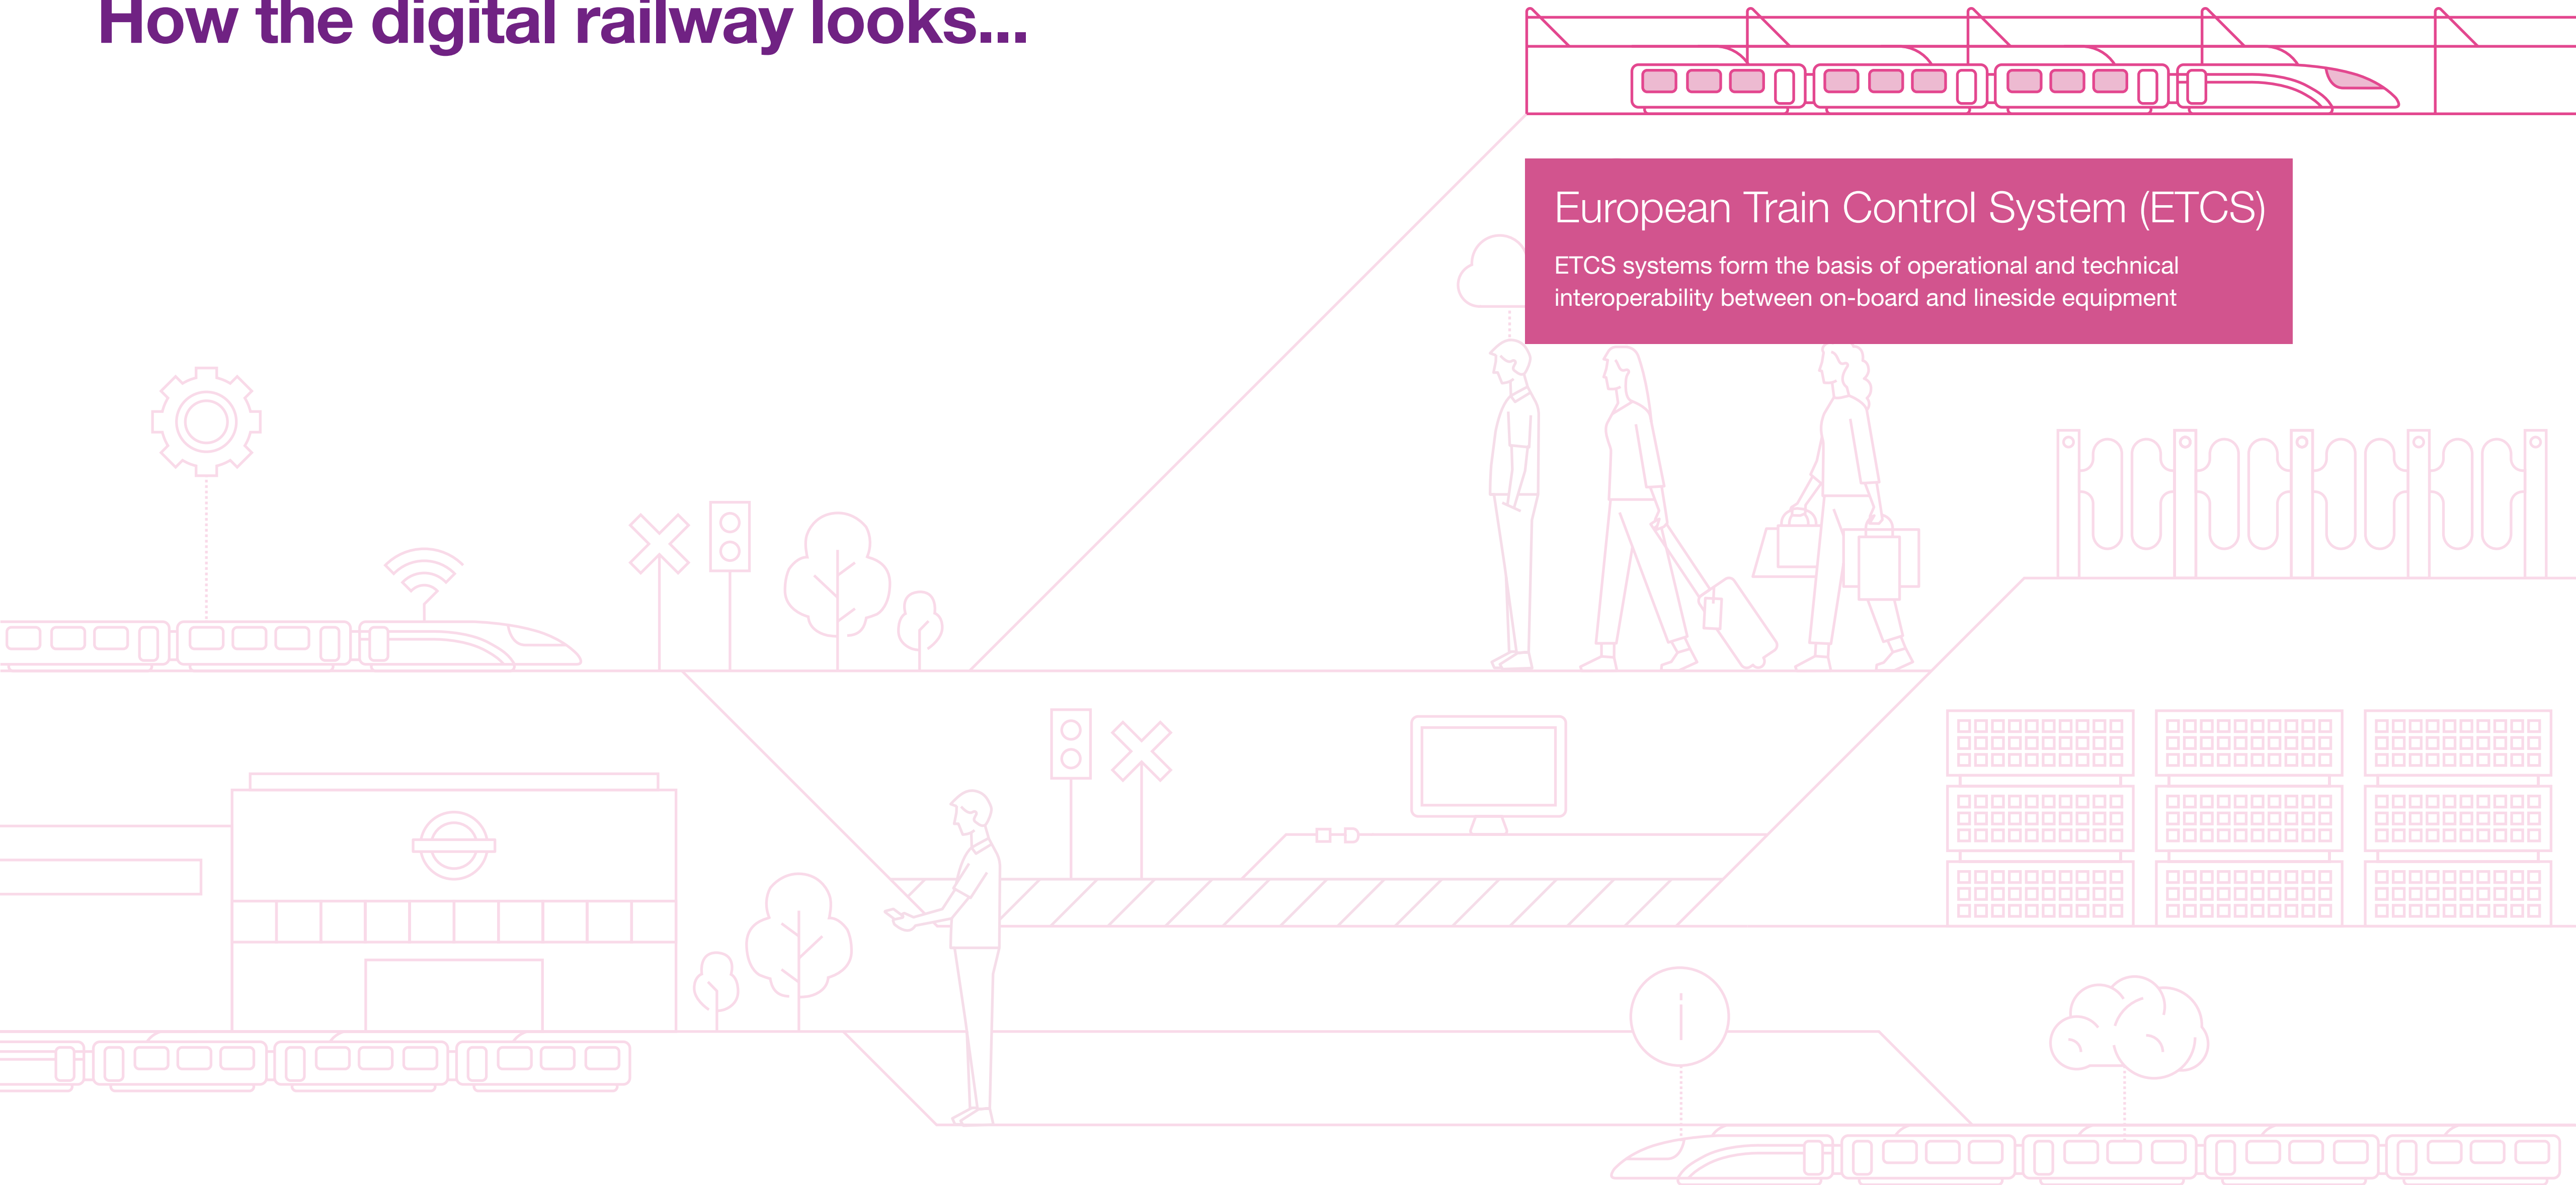 How the digital railway looks...
European Train Control System (ETCS)
ETCS systems form the basis of operational and technical
interoperability between on-board and lineside equipment